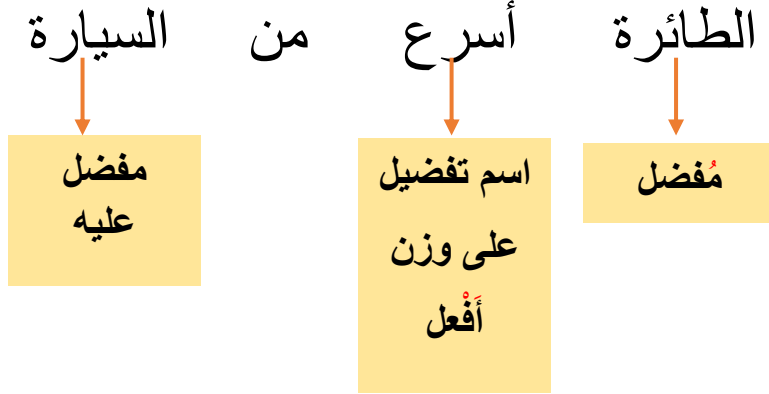 الطائرة أسرع من السيارة
مُفضل
اسم تفضيل
على وزن
أَفْعل
مفضل
عليه